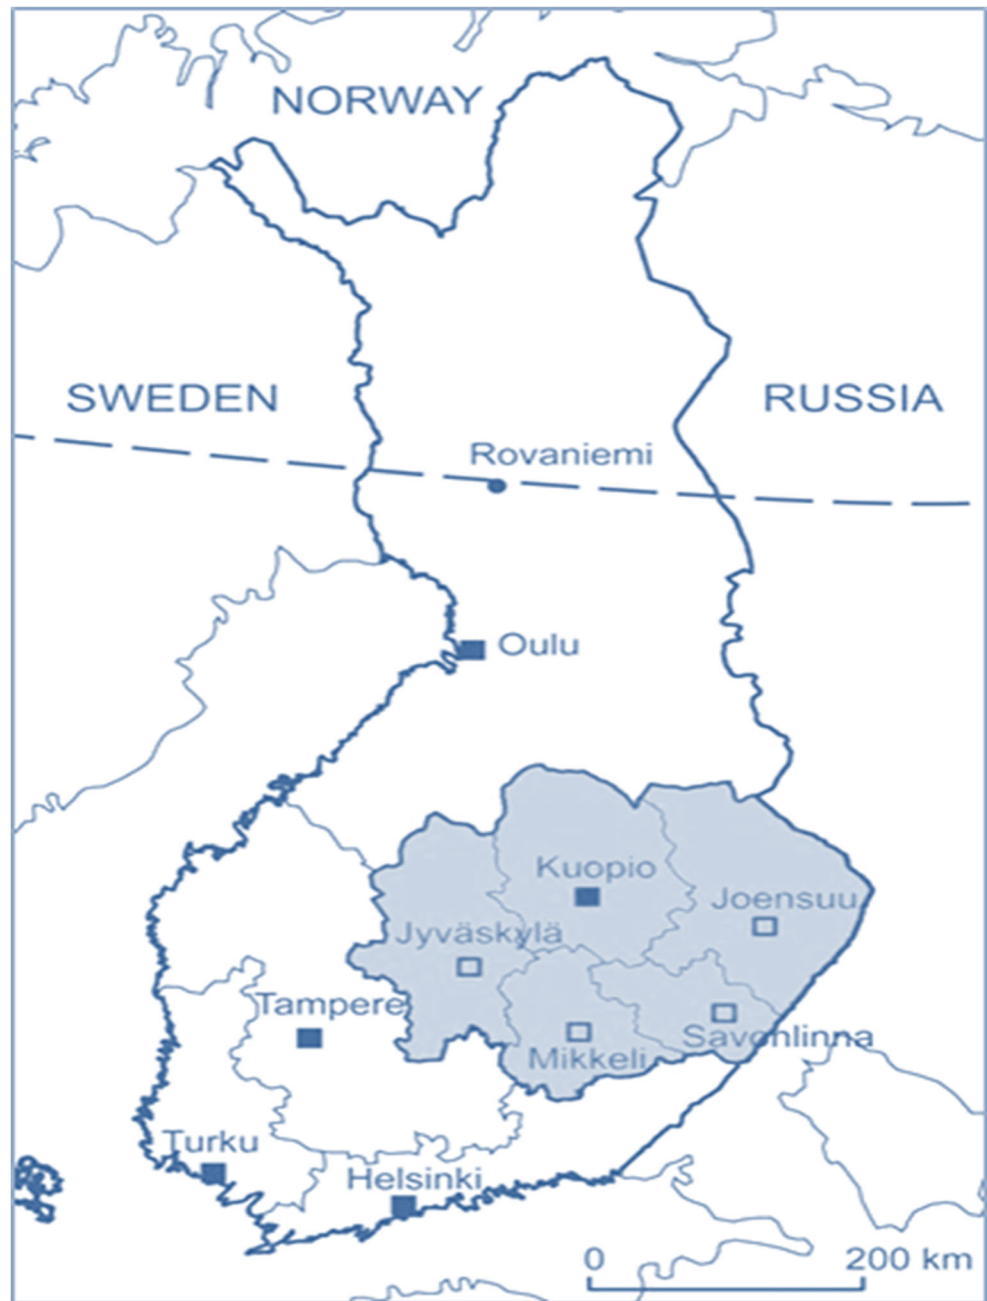 NORWAY
SWEDEN
RUSSIA
Rovaniemi
Oulu
Kuopio
Joensuu
Jyväskylä
Tampere
Savonlinna
Mikkeli
Turku
Helsinki
0 200 km